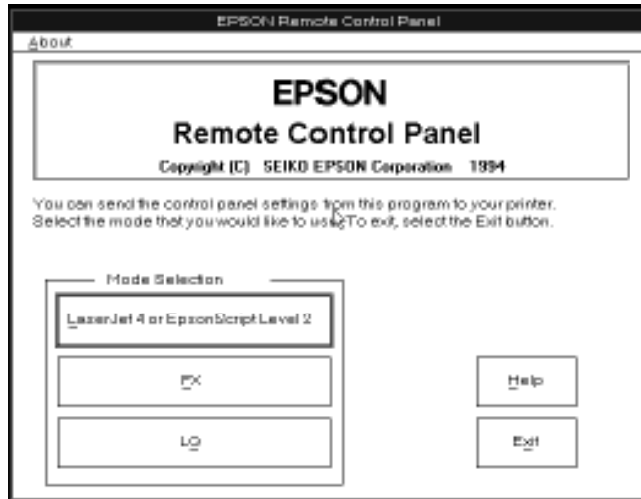 EPSON Remote Control Panel
About
EPSON
Remote Control Panel
Copyright (C) SEIKO EPSON Corporation 1994
You can send the control panel settings from this program to your printer.
Select the mode that you would like to use. To exit, select the Exit button.
Mode Selection
LaserJet 4 or EpsonScript Level 2
FX
Help
LQ
Exit